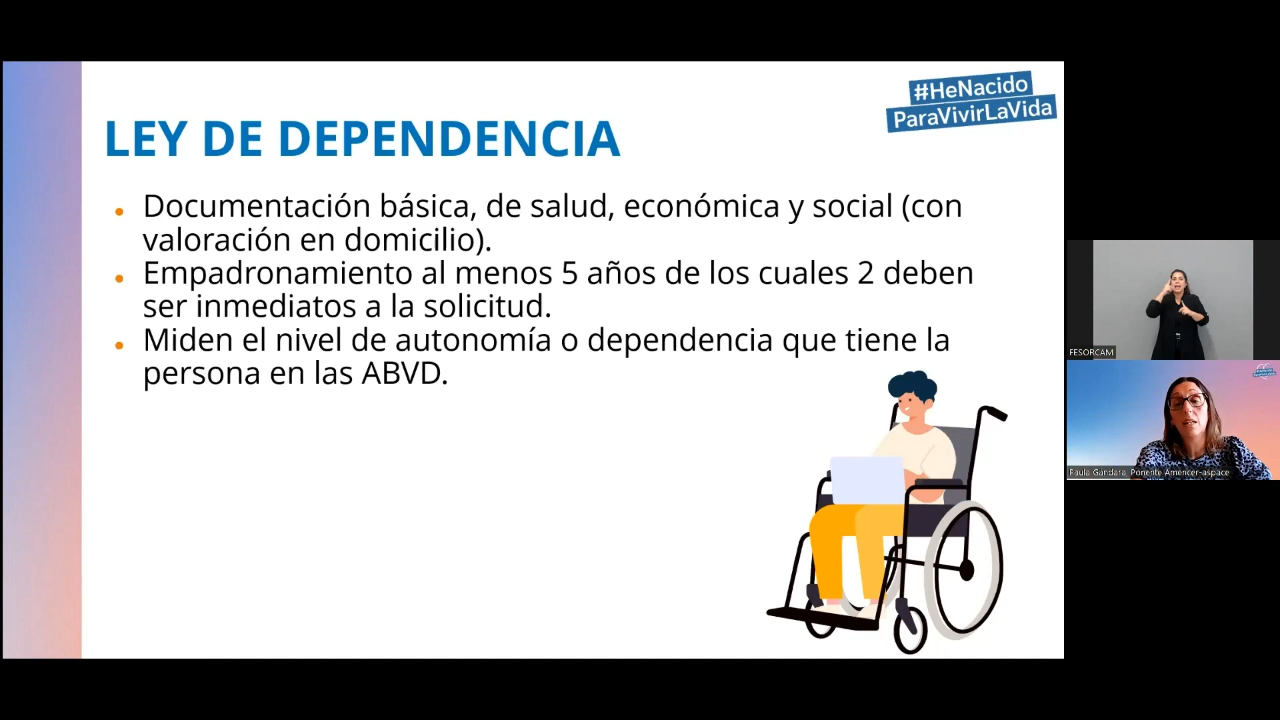 #HeNacido
ParaVivirLaVida
LEY DE DEPENDENCIA
Documentación básica, de salud, económica y social (con
valoración en domicilio).
Empadronamiento al menos 5 años de los cuales 2 deben
ser inmediatos a la solicitud.
Miden el nivel de autonomía o dependencia que tiene la
persona en las ABVD.
FESORCAM
Paula Gandara_Ponente Amencer-aspace